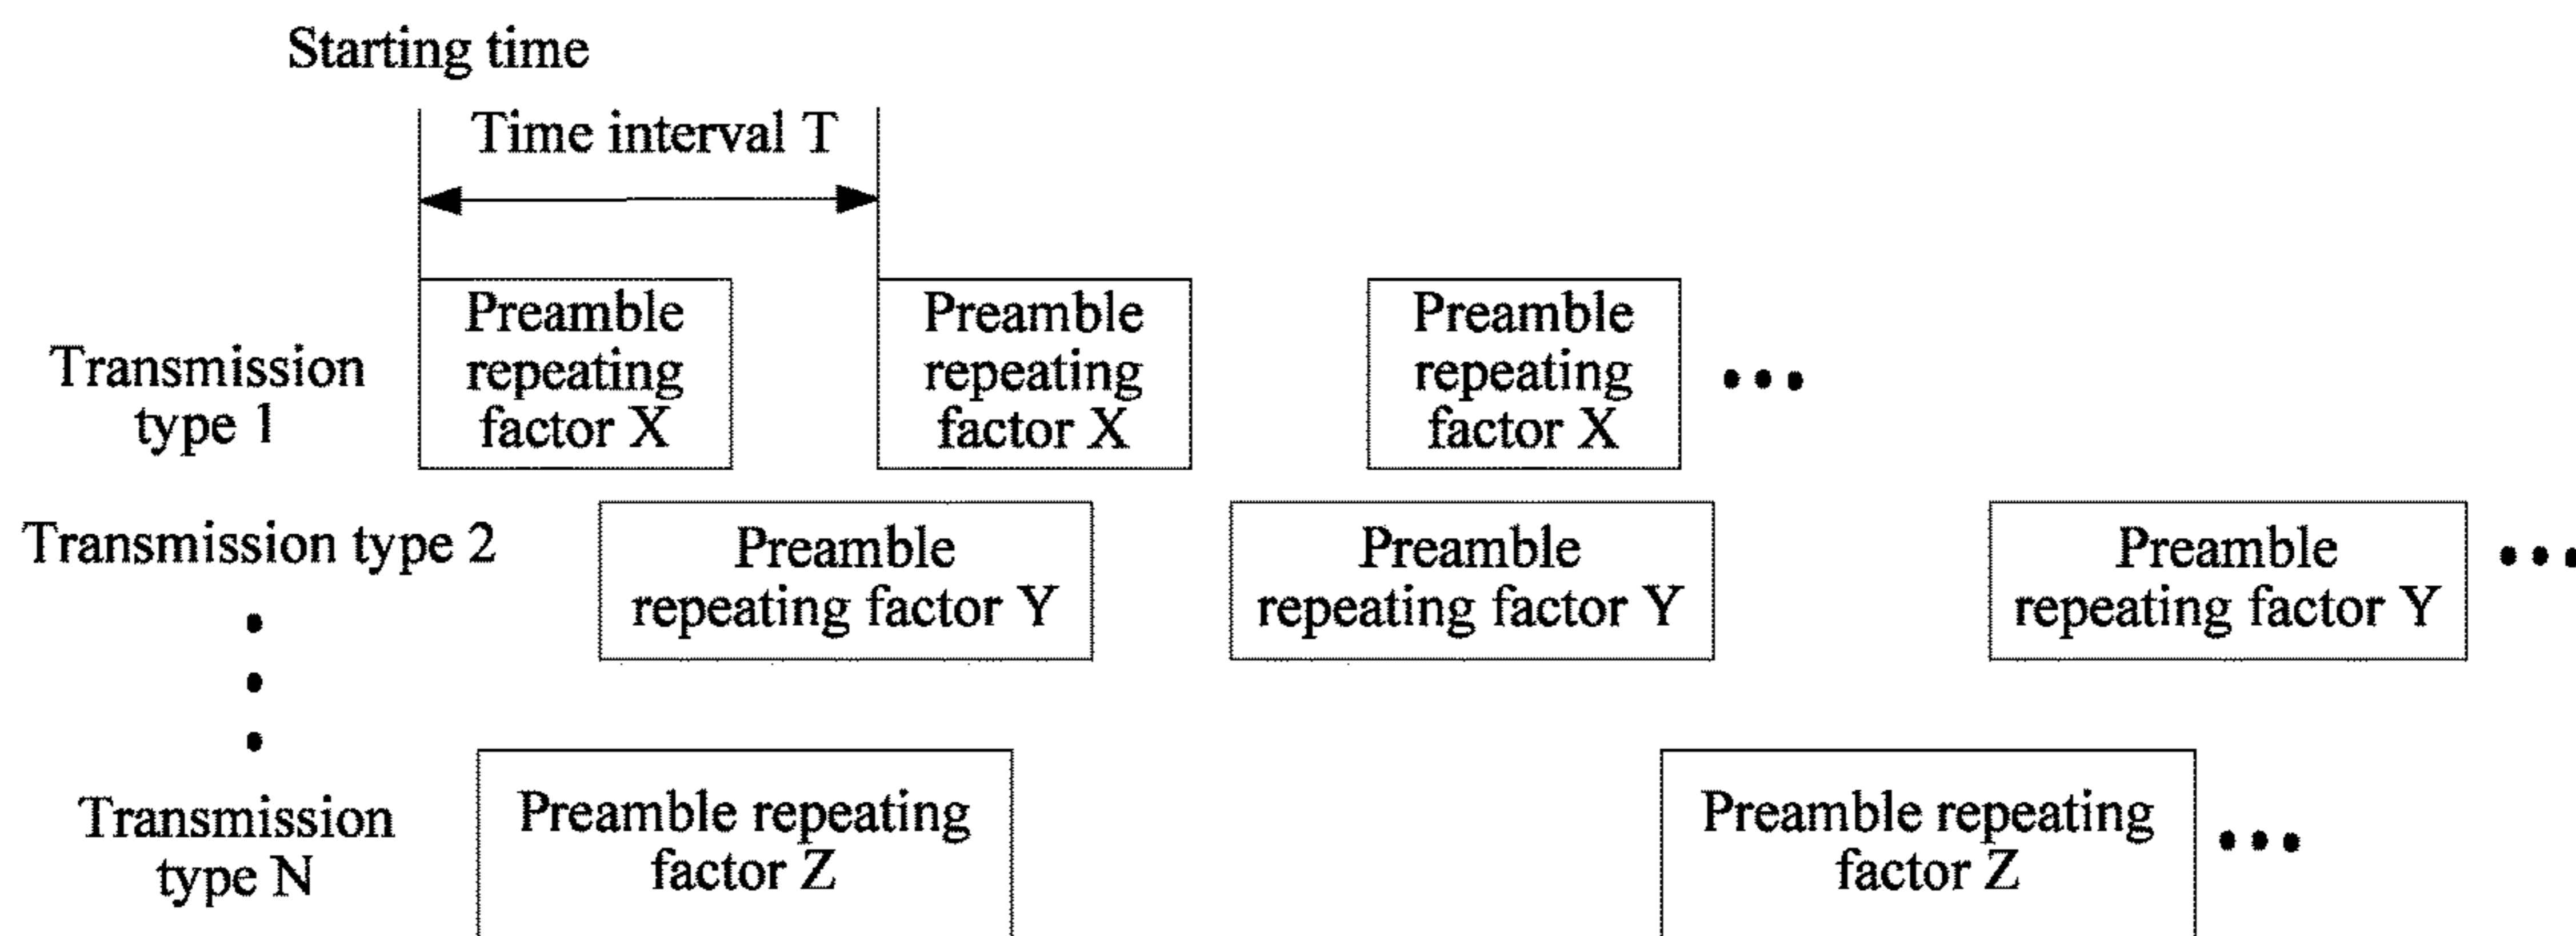 Starting time
Time interval T
Transmission
type 1
Preamble
repeating
factor X
Preamble
repeating
factor X
Preamble
repeating
factor X
Transmission type 2
Preamble
repeating factor Y
Preamble
repeating factor Y
Preamble
repeating factor Y
Transmission
type N
Preamble repeating
factor Z
Preamble repeating
factor Z